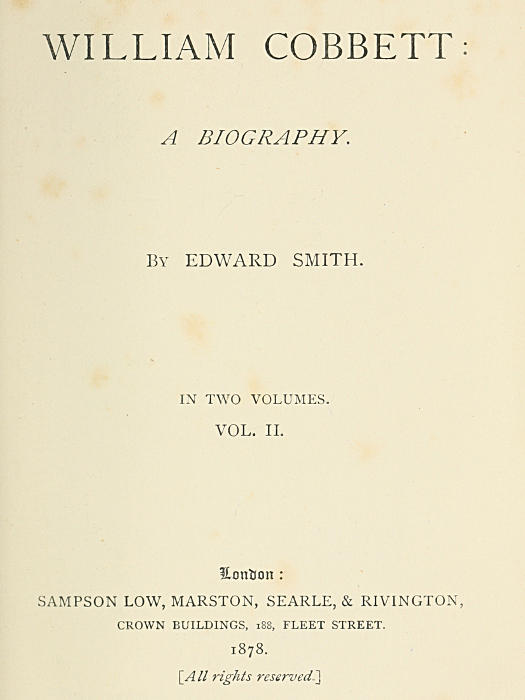 WILLIAM COBBETT:
A BIOGRAPHY.
BY EDWARD SMITH.
IN TWO VOLUMES.
VOL. II.
London:
SAMPSON LOW, MARSTON, SEARLE, & RIVINGTON,
CROWN BUILDINGS, 188, FLEET STREET.
1878.
[All rights reserved.]